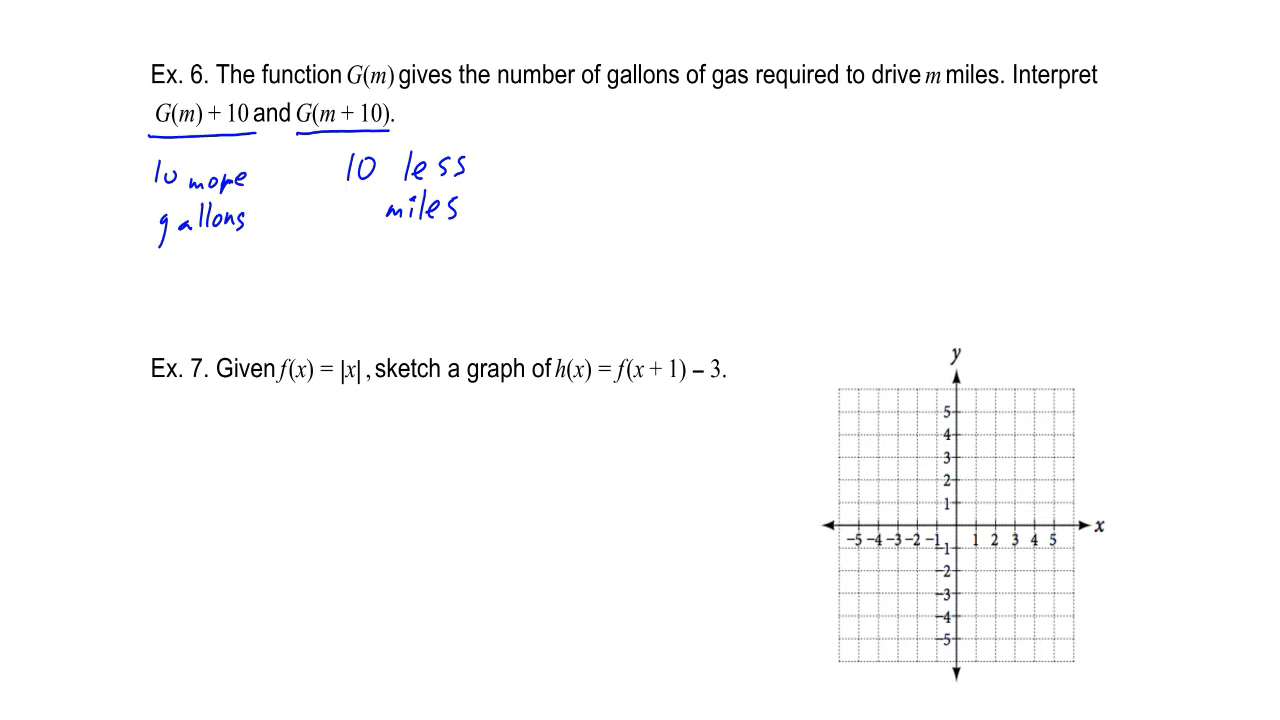 Ex. 6. The function G(m) gives the number of gallons of gas required to drive m miles. Interpret
G(m) + 10 and G(m + 10).
10 more
gallons
10 less
miles
Ex. 7. Given f(x) = |x|, sketch a graph of h(x) = f(x + 1) – 3.
y
5
4
3
2
1
x
–5 –4 –3 –2 –1 1 2 3 4 5
–1
–2
–3
–4
–5